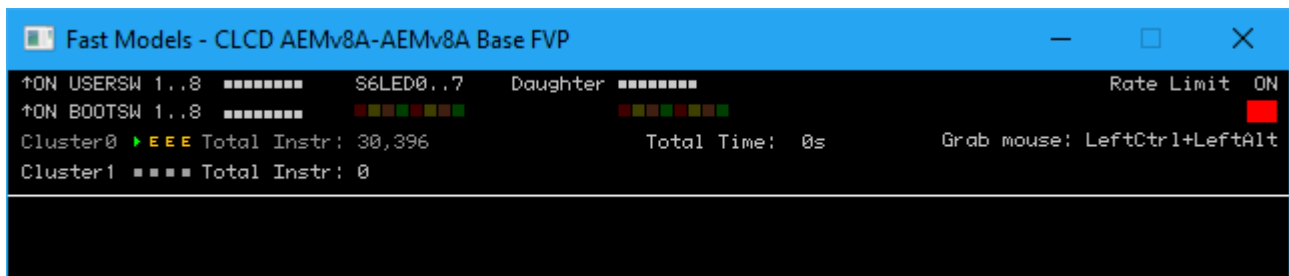 Fast Models - CLCD AEMv8A-AEMv8A Base FVP
↑ON USERSW 1..8 S6LED0..7 Daughter Rate Limit ON
↑ON BOOTSW 1..8
Cluster0 E E E Total Instr: 30,396 Total Time: 0s Grab mouse: LeftCtrl+LeftAlt
Cluster1 Total Instr: 0